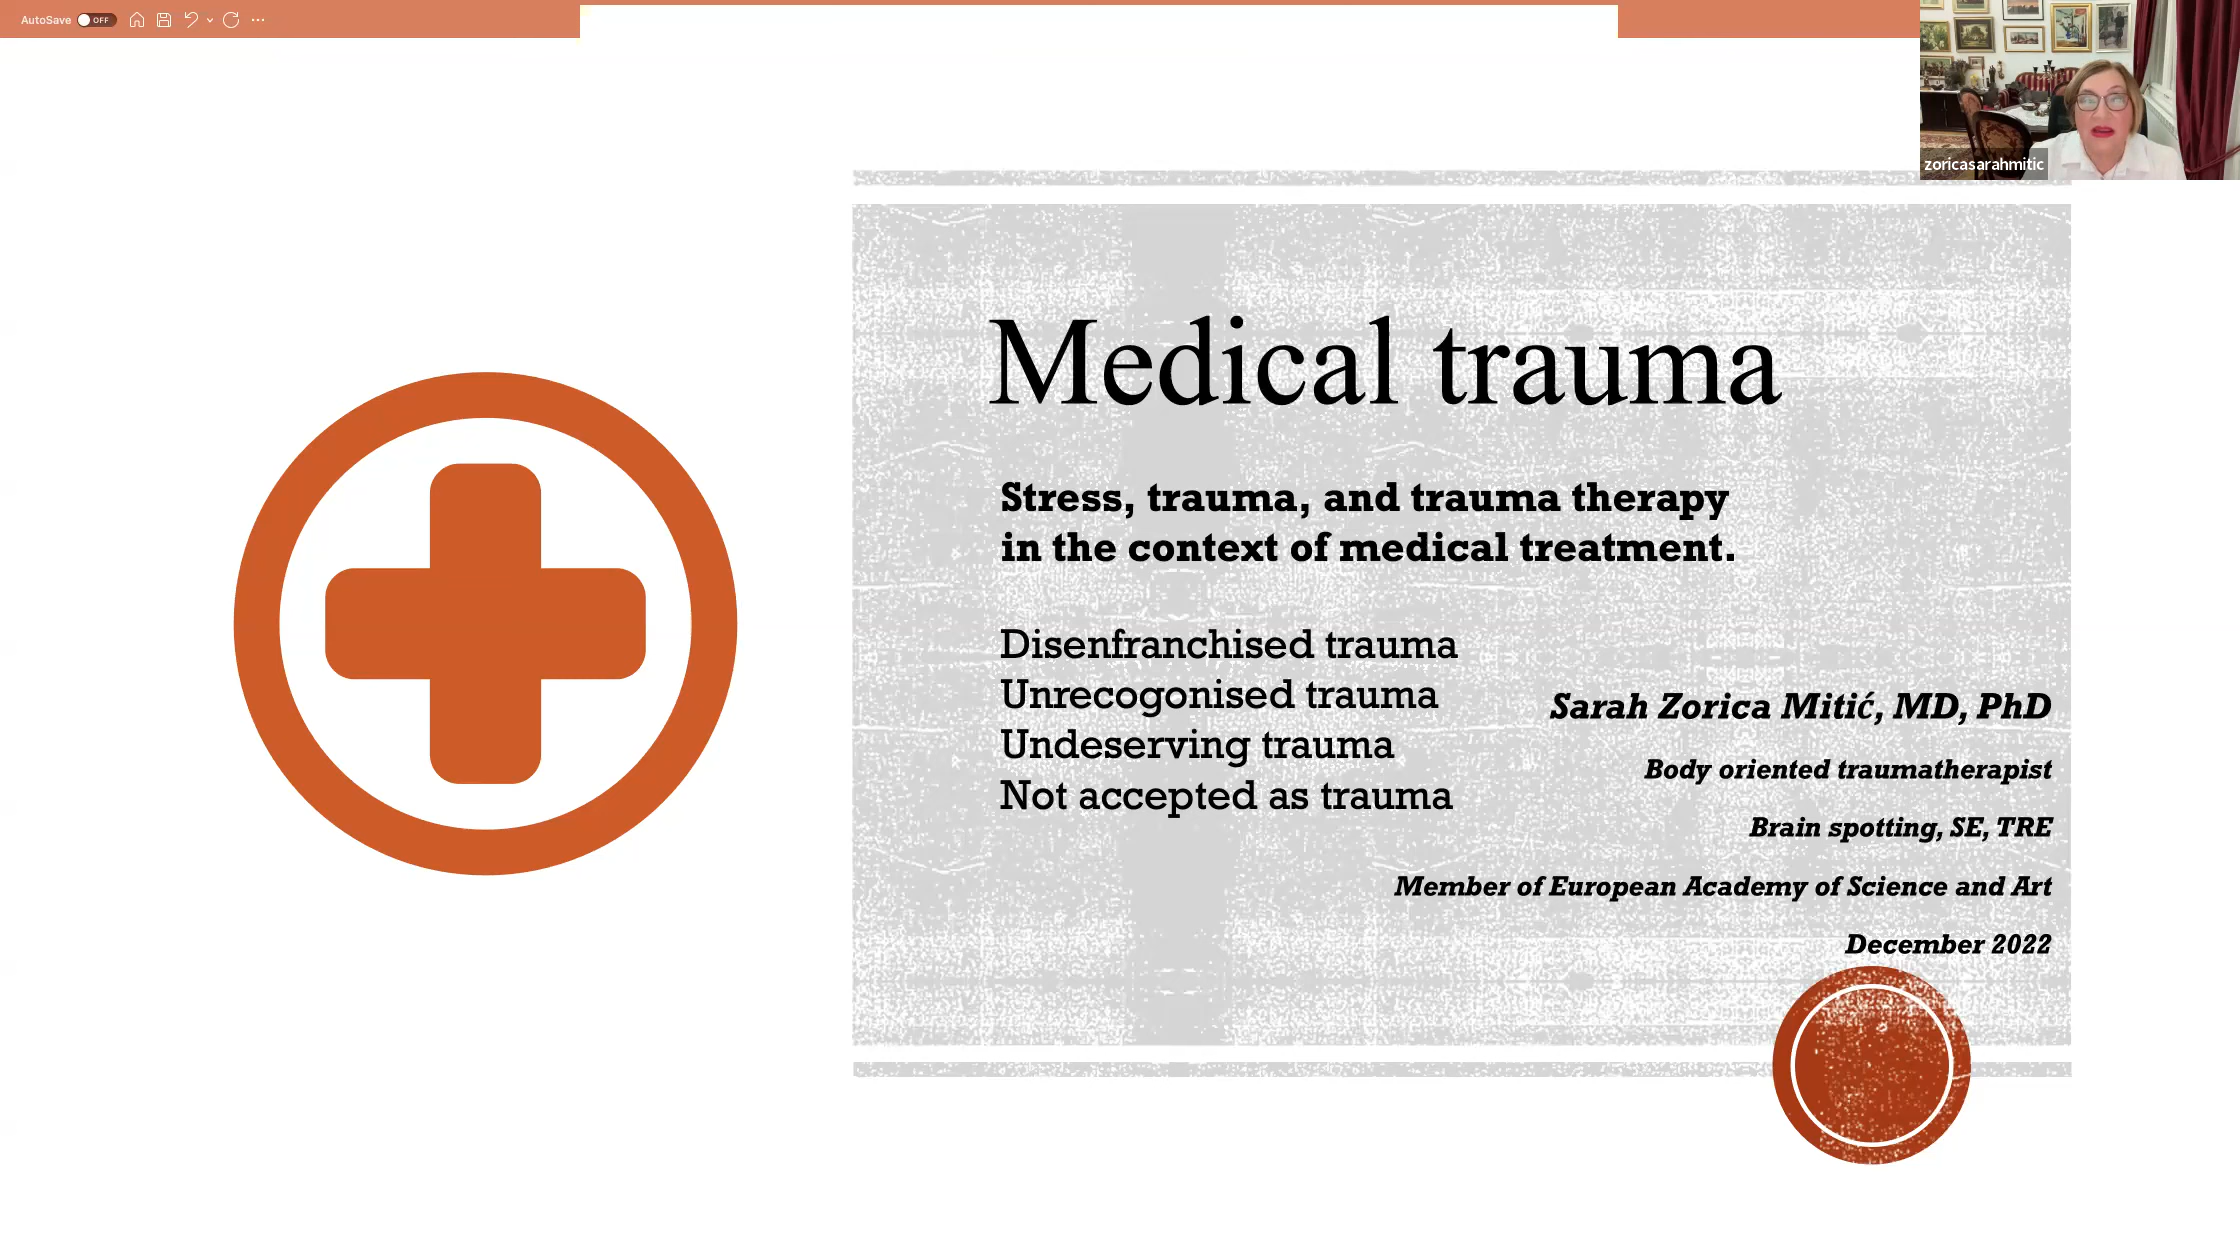 AutoSave OFF
zoricasarahmitic
Medical trauma
Stress, trauma, and trauma therapy
in the context of medical treatment.
Disenfranchised trauma
Unrecogonised trauma
Undeserving trauma
Not accepted as trauma
Sarah Zorica Mitić, MD, PhD
Body oriented traumatherapist
Brain spotting, SE, TRE
Member of European Academy of Science and Art
December 2022